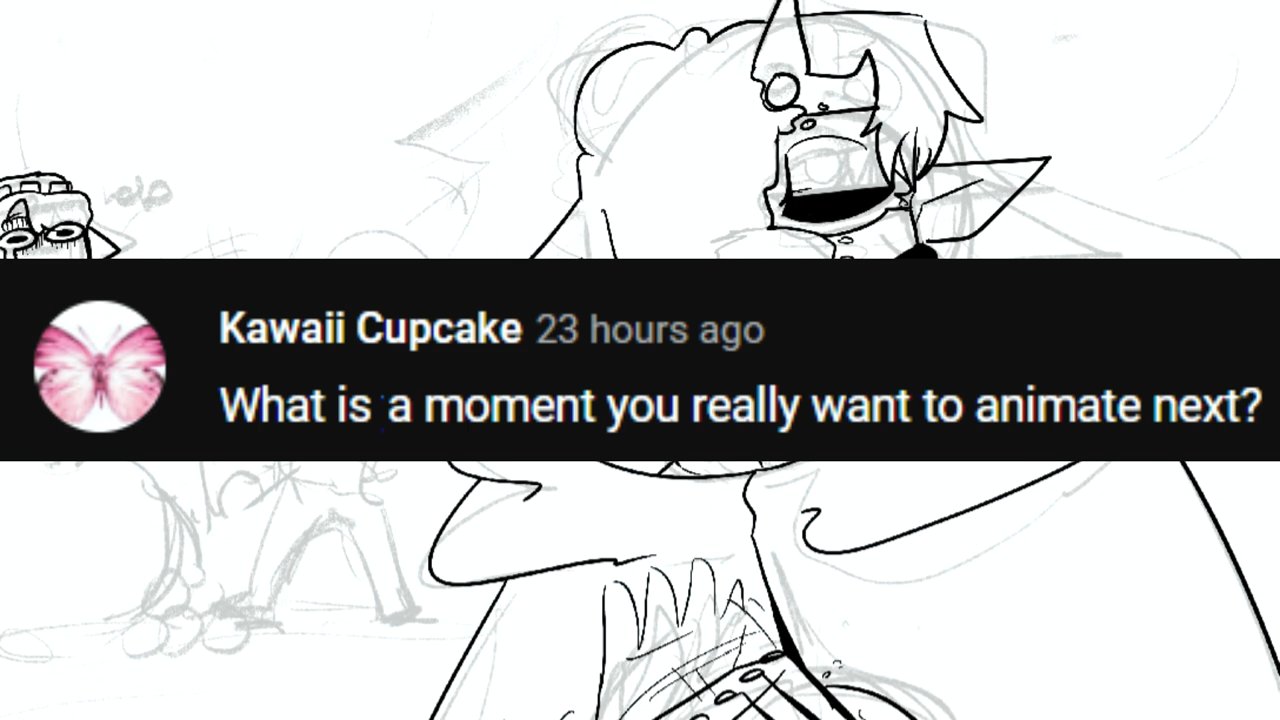 Kawaii Cupcake 23 hours ago
What is a moment you really want to animate next?